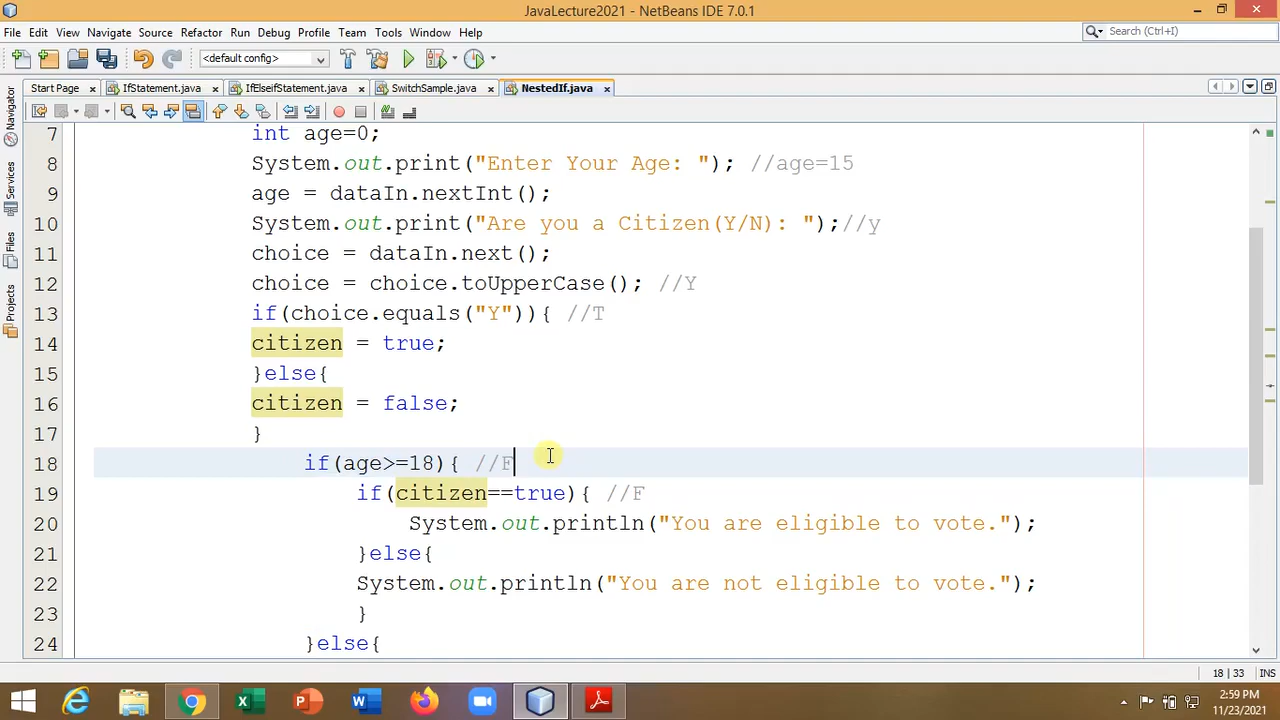 JavaLecture2021 - NetBeans IDE 7.0.1
File Edit View Navigate Source Refactor Run Debug Profile Team Tools Window Help
Search (Ctrl+I)
<default config>
Start Page IfStatement.java IfElseifStatement.java SwitchSample.java NestedIf.java
Navigator
Services
Files
Projects
7 int age=0;
8 System.out.print("Enter Your Age: "); //age=15
9 age = dataIn.nextInt();
10 System.out.print("Are you a Citizen(Y/N): ");//y
11 choice = dataIn.next();
12 choice = choice.toUpperCase(); //Y
13 if(choice.equals("Y")){ //T
14 citizen = true;
15 }else{
16 citizen = false;
17 }
18 if(age>=18){ //F
19 if(citizen==true){ //F
20 System.out.println("You are eligible to vote.");
21 }else{
22 System.out.println("You are not eligible to vote.");
23 }
24 }else{
18 | 33 INS
2:59 PM
11/23/2021